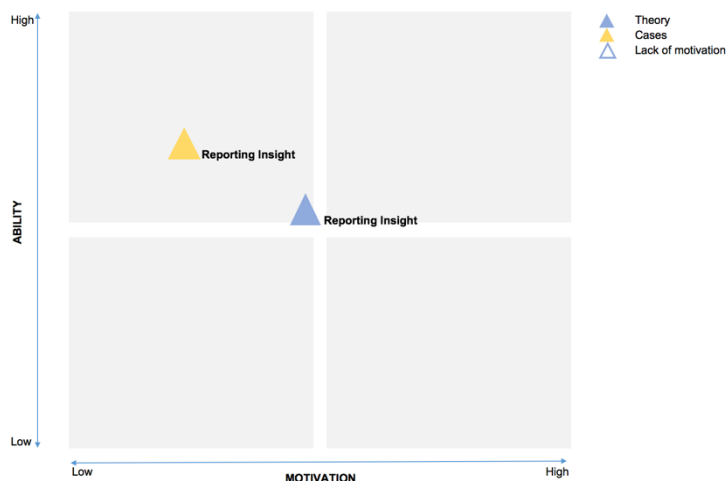 High
Theory
Cases
Lack of motivation
Reporting Insight
ABILITY
Reporting Insight
Low
Low
High
MOTIVATION